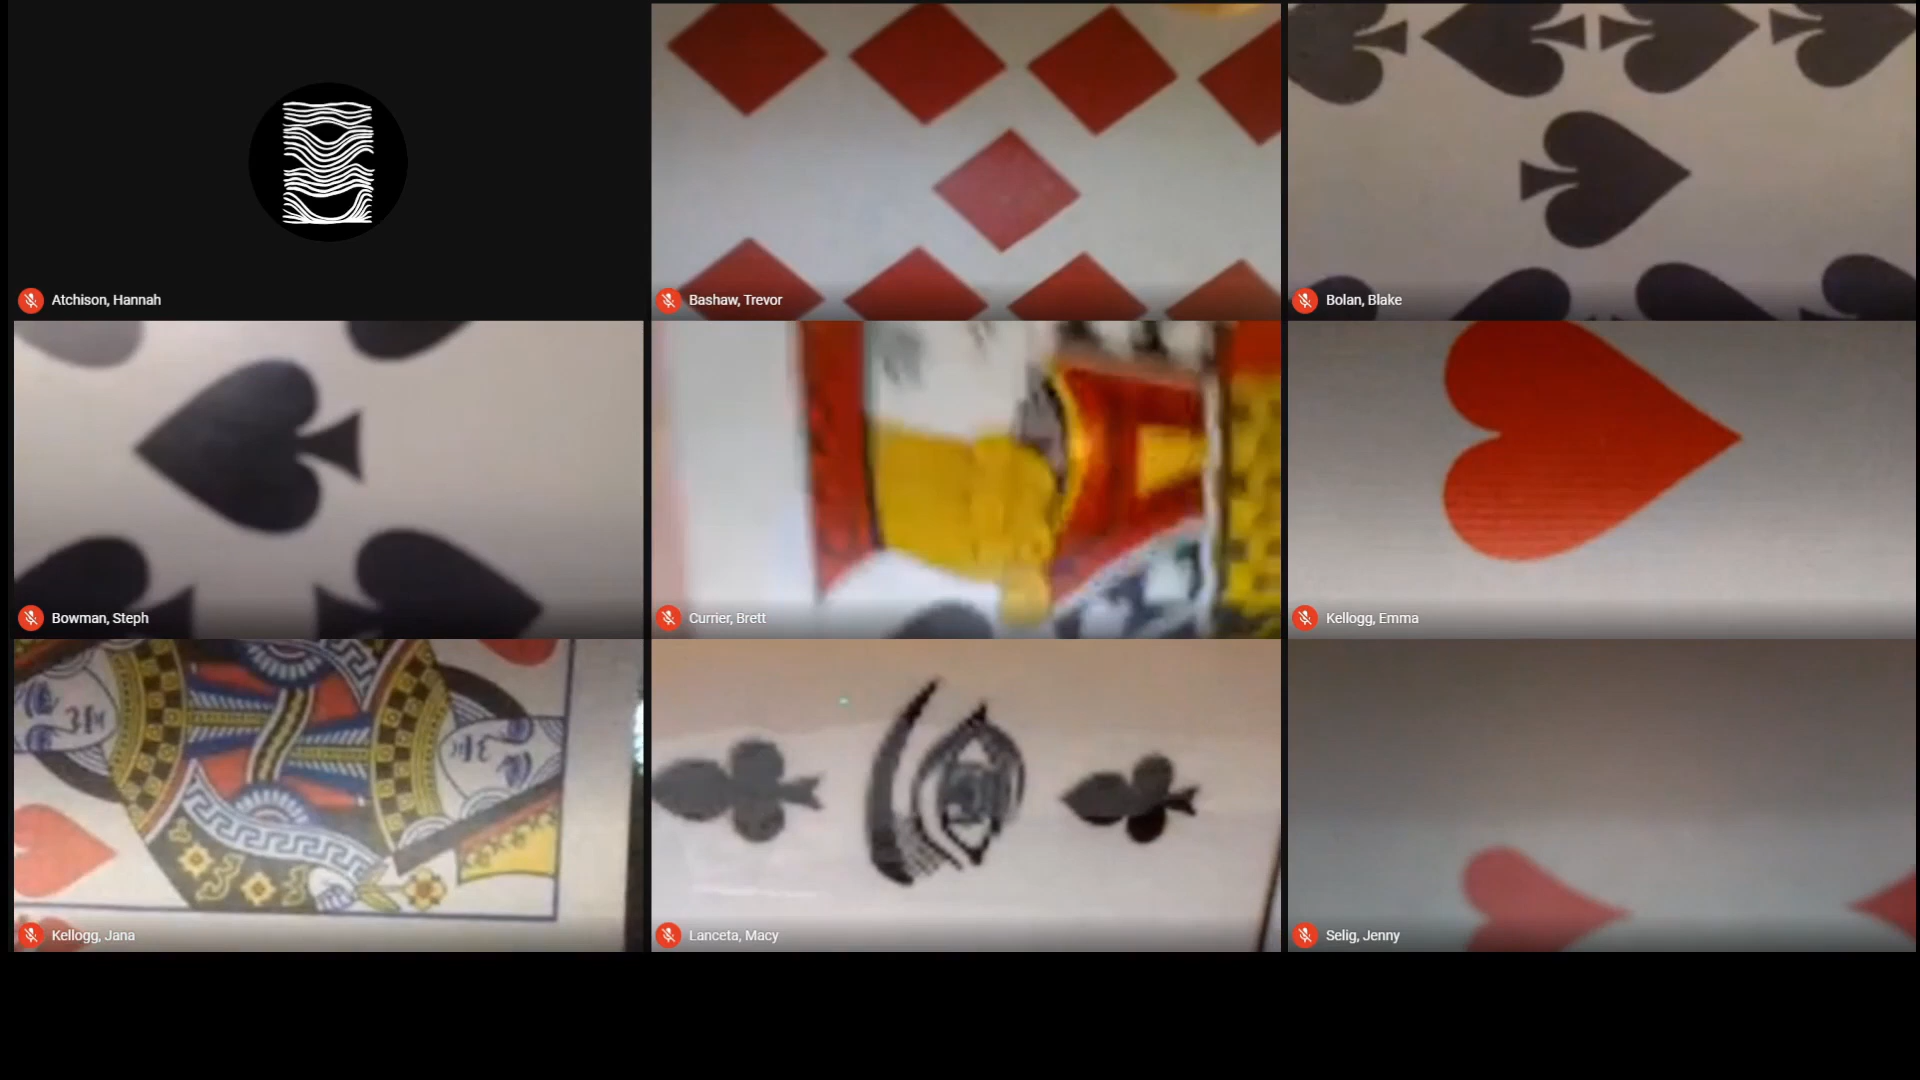 Atchison, Hannah
Bashaw, Trevor
Bolan, Blake
Bowman, Steph
Currier, Brett
Kellogg, Emma
Kellogg, Jana
Lanceta, Macy
Selig, Jenny